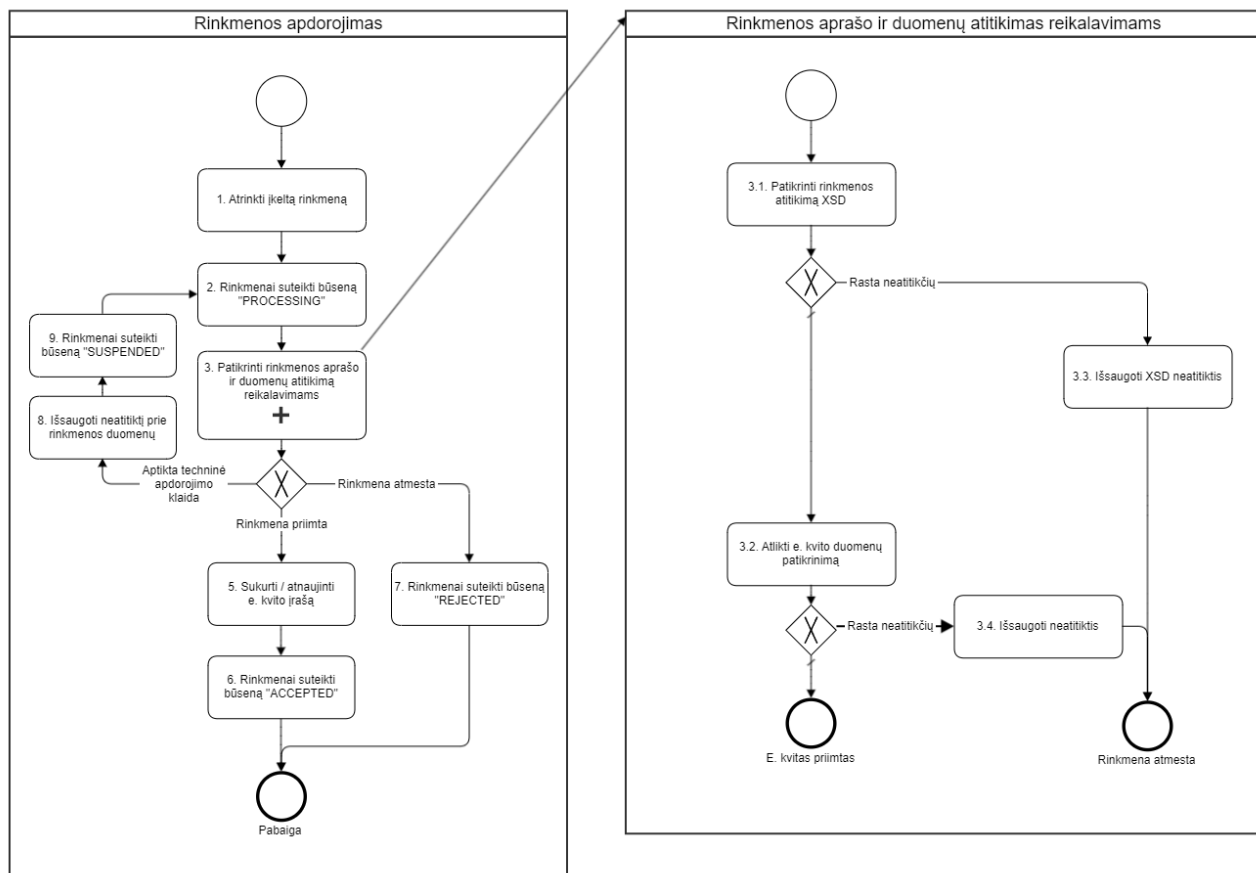 Rinkmenos apdorojimas
1. Atrinkti įkeltą rinkmeną
2. Rinkmenai suteikti būseną
"PROCESSING"
9. Rinkmenai suteikti
būseną "SUSPENDED"
3. Patikrinti rinkmenos aprašo
ir duomenų atitikimą
reikalavimams
8. Išsaugoti neatitiktį prie
rinkmenos duomenų
Aptikta techninė
apdorojimo
klaida
Rinkmena atmesta
Rinkmena priimta
5. Sukurti / atnaujinti
e. kvito įrašą
7. Rinkmenai suteikti būseną
"REJECTED"
6. Rinkmenai suteikti
būseną "ACCEPTED"
Pabaiga
Rinkmenos aprašo ir duomenų atitikimas reikalavimams
3.1. Patikrinti rinkmenos
atitikimą XSD
Rasta neatitikčių
3.3. Išsaugoti XSD neatitiktis
3.2. Atlikti e. kvito duomenų
patikrinimą
Rasta neatitikčių
3.4. Išsaugoti neatitiktis
E. kvitas priimtas
Rinkmena atmesta